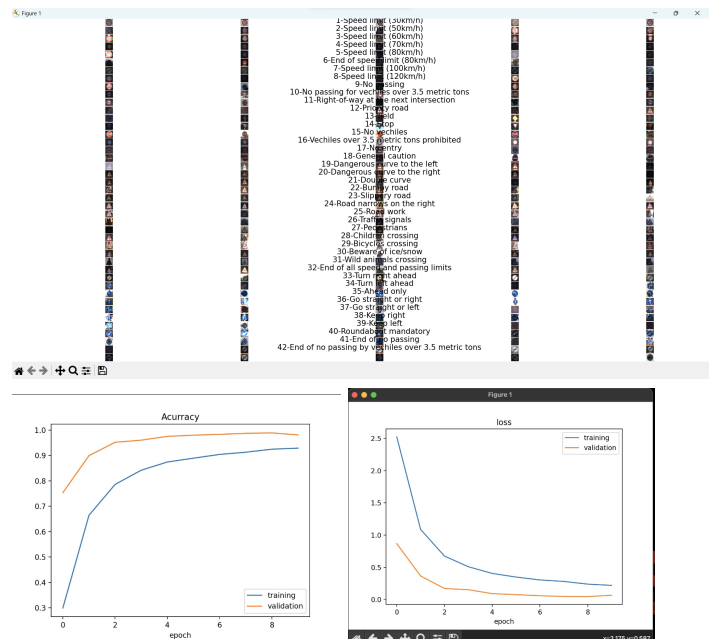 Figure 1
1-Speed limit (30km/h)
2-Speed limit (50km/h)
3-Speed limit (60km/h)
4-Speed limit (70km/h)
5-Speed limit (80km/h)
6-End of speed limit (80km/h)
7-Speed limit (100km/h)
8-Speed limit (120km/h)
9-No passing
10-No passing for vechiles over 3.5 metric tons
11-Right-of-way at the next intersection
12-Priority road
13-Yield
14-Stop
15-No vechiles
16-Vechiles over 3.5 metric tons prohibited
17-No entry
18-General caution
19-Dangerous curve to the left
20-Dangerous curve to the right
21-Double curve
22-Bumpy road
23-Slippery road
24-Road narrows on the right
25-Road work
26-Traffic signals
27-Pedestrians
28-Children crossing
29-Bicycles crossing
30-Beware of ice/snow
31-Wild animals crossing
32-End of all speed and passing limits
33-Turn right ahead
34-Turn left ahead
35-Ahead only
36-Go straight or right
37-Go straight or left
38-Keep right
39-Keep left
40-Roundabout mandatory
41-End of no passing
42-End of no passing by vechiles over 3.5 metric tons
Acurracy
1.0
0.9
0.8
0.7
0.6
0.5
0.4
0.3
training
validation
0 2 4 6 8
epoch
Figure 1
loss
training
validation
2.5
2.0
1.5
1.0
0.5
0.0
0 2 4 6 8
epoch
x=2.175 y=0.587